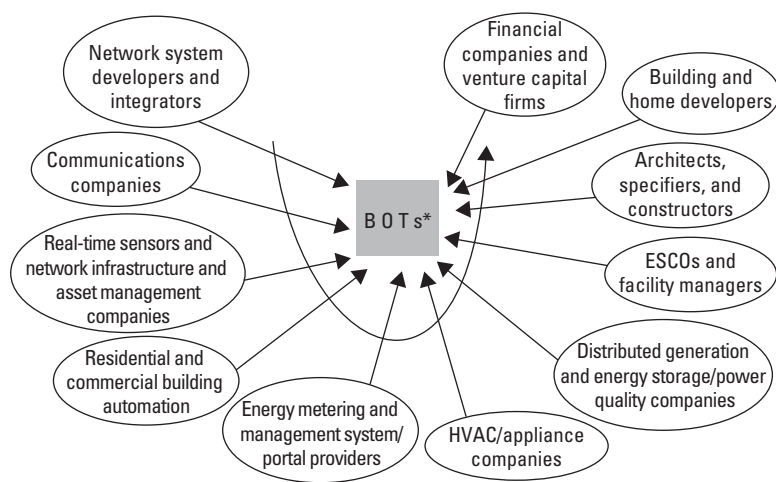 Network system
developers and
integrators
Financial
companies and
venture capital
firms
Building and
home developers
Communications
companies
B O T s*
Architects,
specifiers, and
constructors
Real-time sensors and
network infrastructure and
asset management
companies
ESCOs and
facility managers
Residential and
commercial building
automation
Energy metering and
management system/
portal providers
HVAC/appliance
companies
Distributed generation
and energy storage/power
quality companies